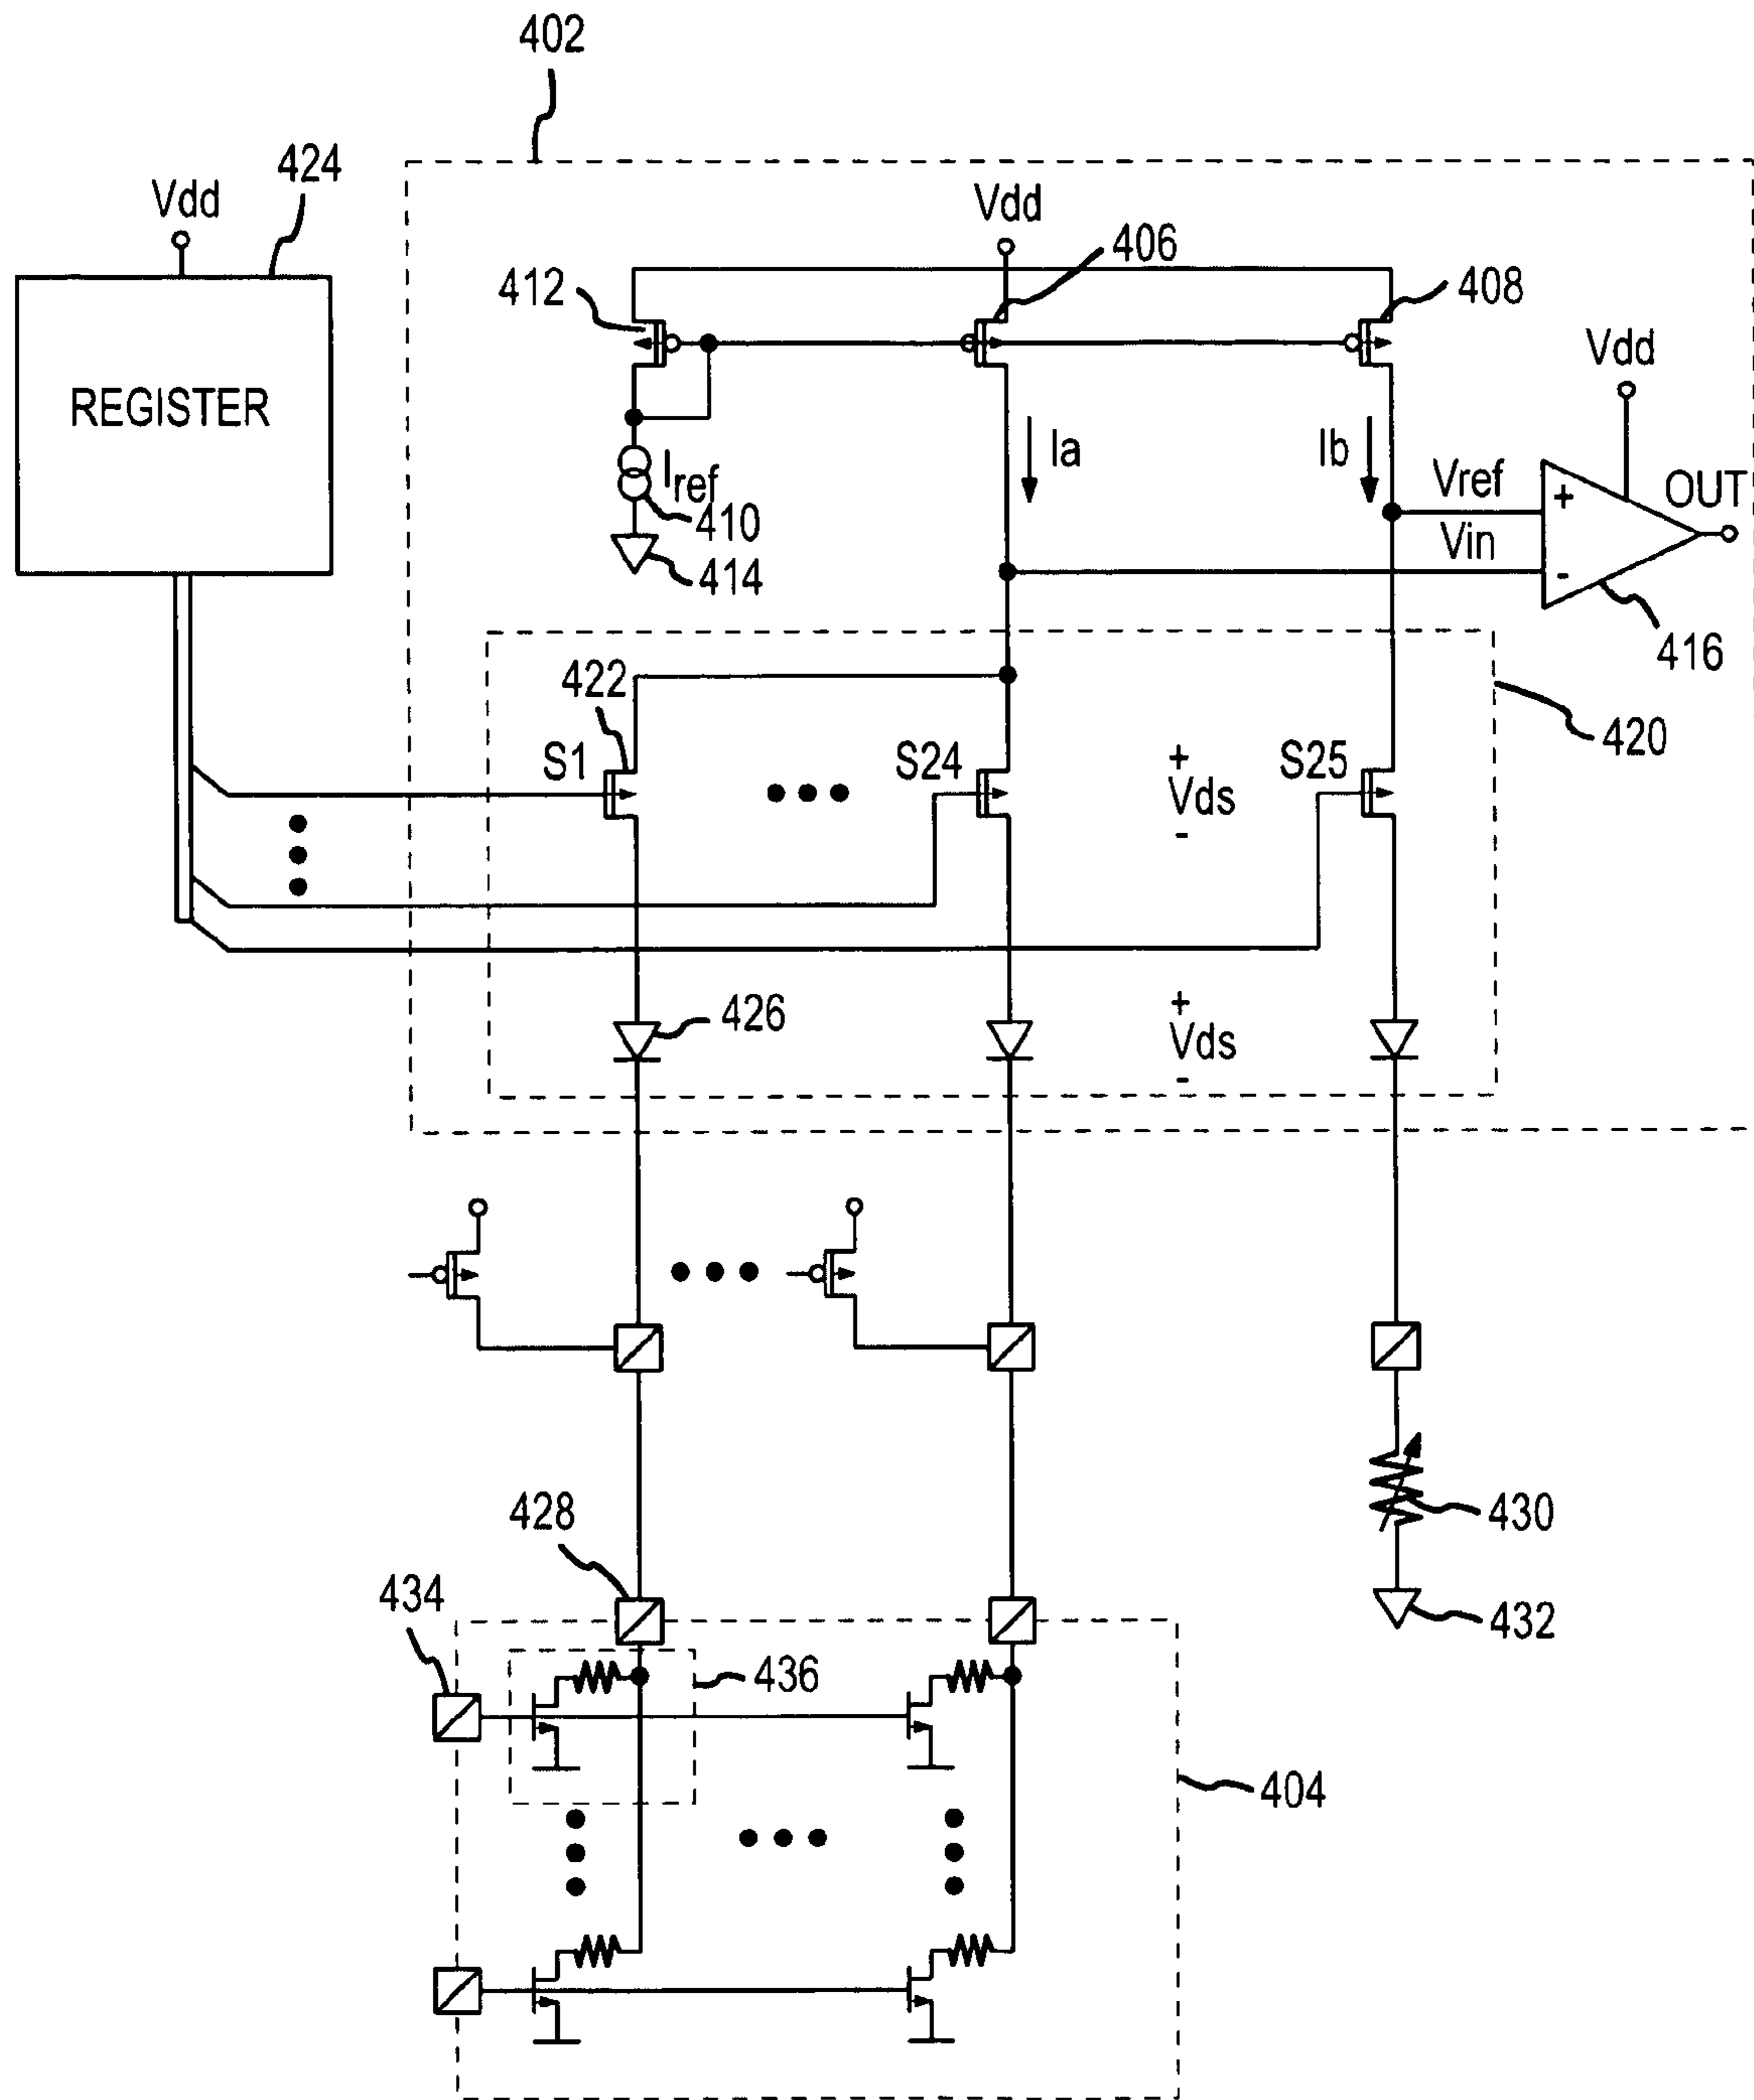 402
424
Vdd
Vdd
406
412
408
Vdd
REGISTER
Iref
410
414
Ia
Ib
Vref
Vin
+
-
OUT
416
422
420
S1
S24
+
Vds
-
S25
426
+
Vds
-
428
430
434
432
436
404